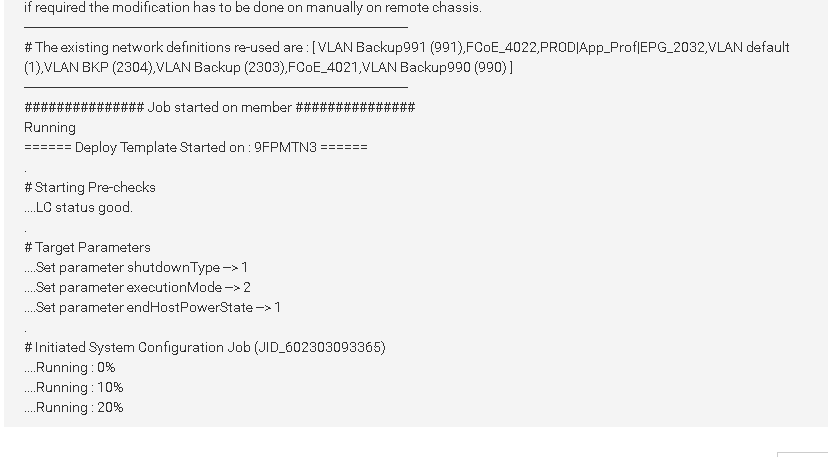 if required the modification has to be done on manually on remote chassis.
# The existing network definitions re-used are : [ VLAN Backup991 (991),FCoE_4022,PROD|App_Prof|EPG_2032,VLAN default
(1),VLAN BKP (2304),VLAN Backup (2303),FCoE_4021,VLAN Backup990 (990) ]
############### Job started on member ###############
Running
====== Deploy Template Started on : 9FPMTN3 ======
.
# Starting Pre-checks
....LC status good.
.
# Target Parameters
....Set parameter shutdownType --> 1
....Set parameter executionMode --> 2
....Set parameter endHostPowerState --> 1
.
# Initiated System Configuration Job (JID_602303093365)
....Running : 0%
....Running : 10%
....Running : 20%